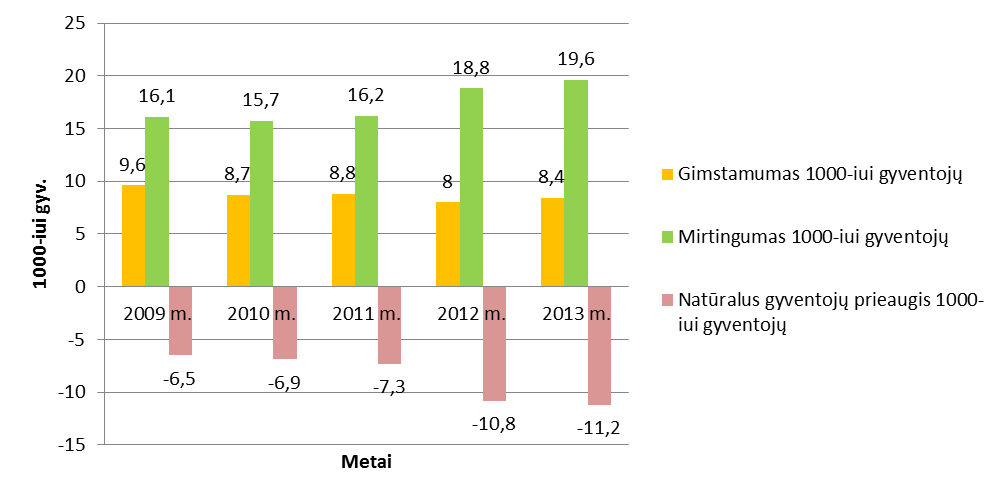 25
20
15
10
5
0
-5
-10
-15
1000-iui gyv.
9,6
16,1
-6,5
8,7
15,7
-6,9
8,8
16,2
-7,3
8
18,8
-10,8
8,4
19,6
-11,2
2009 m.
2010 m.
2011 m.
2012 m.
2013 m.
Metai
Gimstamumas 1000-iui gyventojų
Mirtingumas 1000-iui gyventojų
Natūralus gyventojų prieaugis 1000-
iui gyventojų